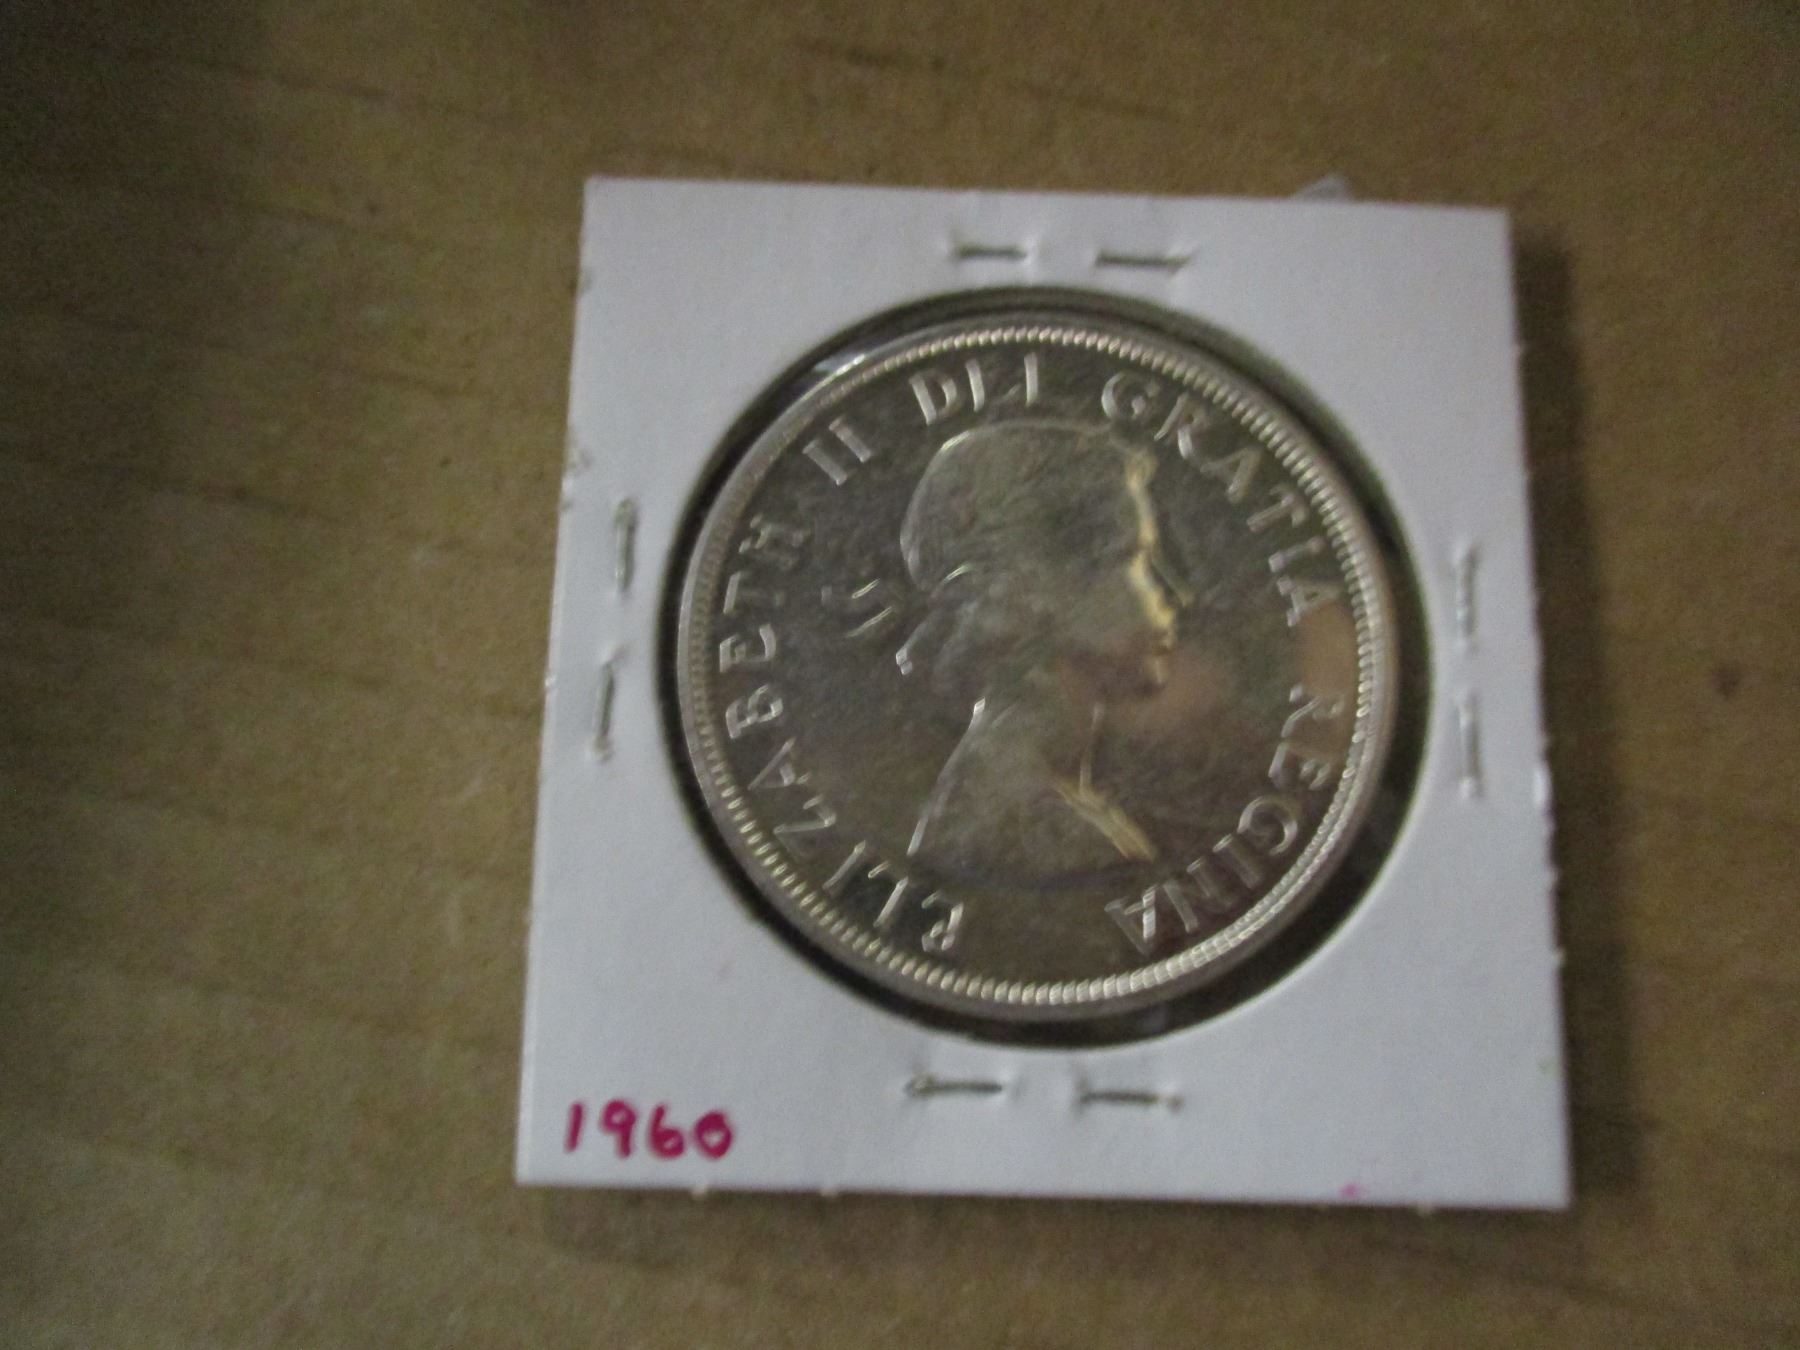 ELIZABETH II DEI GRATIA REGINA
1960